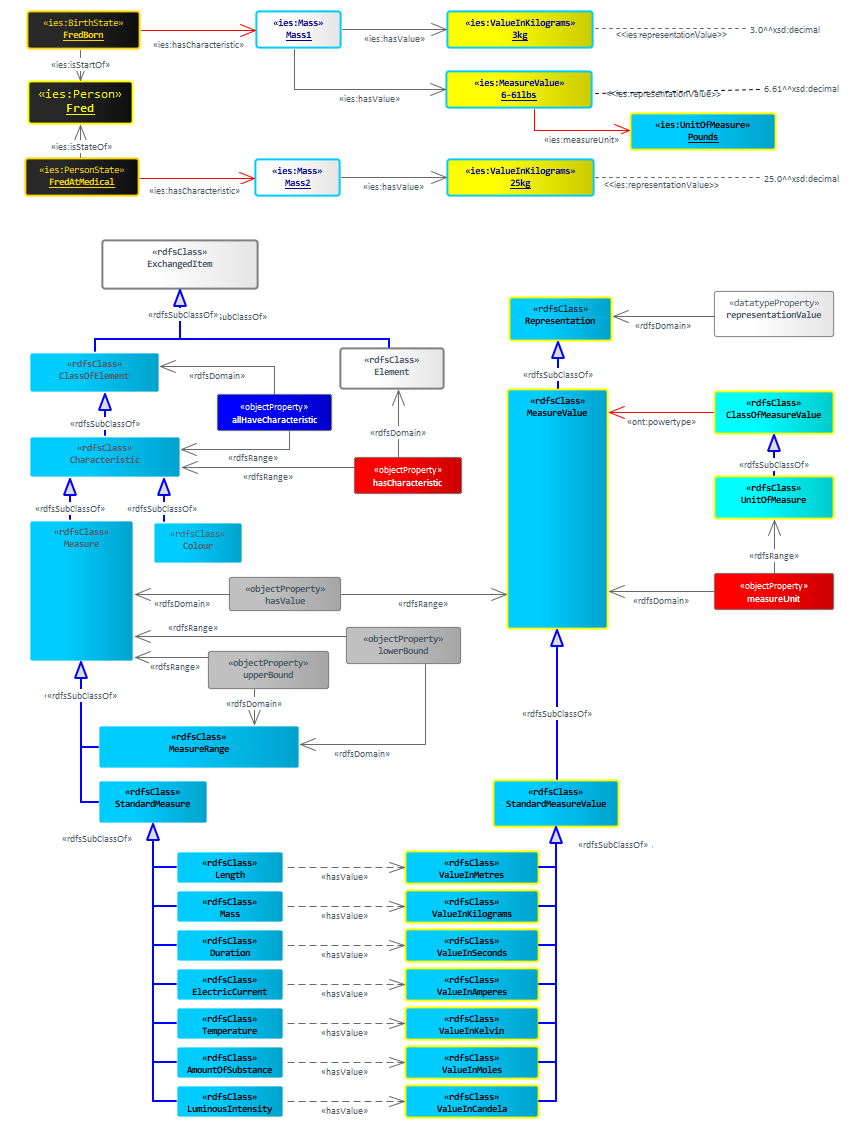 «ies:BirthState»
FredBorn
«ies:hasCharacteristic»
«ies:Mass»
Mass1
«ies:hasValue»
«ies:ValueInKilograms»
3kg
<<ies:representationValue>>
3.0^^xsd:decimal
«ies:isStartOf»
«ies:Person»
Fred
«ies:hasValue»
«ies:MeasureValue»
6-61lbs
<<ies:representationValue>>
6.61^^xsd:decimal
«ies:measureUnit»
«ies:UnitOfMeasure»
Pounds
«ies:isStateOf»
«ies:PersonState»
FredAtMedical
«ies:hasCharacteristic»
«ies:Mass»
Mass2
«ies:hasValue»
«ies:ValueInKilograms»
25kg
<<ies:representationValue>>
25.0^^xsd:decimal
«rdfsClass»
ExchangedItem
«rdfsSubClassOf»
SubClassOf»
«rdfsClass»
ClassOfElement
«rdfsDomain»
«rdfsClass»
Element
«objectProperty»
allHaveCharacteristic
«rdfsSubClassOf»
«rdfsDomain»
«rdfsClass»
Characteristic
«rdfsRange»
«rdfsRange»
«objectProperty»
hasCharacteristic
«rdfsSubClassOf»
«rdfsSubClassOf»
«rdfsClass»
Measure
«rdfsClass»
Colour
«rdfsDomain»
«objectProperty»
hasValue
«rdfsRange»
«rdfsRange»
«objectProperty»
lowerBound
«rdfsRange»
«objectProperty»
upperBound
«rdfsSubClassOf»
«rdfsDomain»
«rdfsClass»
MeasureRange
«rdfsDomain»
«rdfsClass»
StandardMeasure
«rdfsSubClassOf»
«rdfsClass»
Representation
«rdfsDomain»
«datatypeProperty»
representationValue
«rdfsSubClassOf»
«rdfsClass»
MeasureValue
«ont:powertype»
«rdfsClass»
ClassOfMeasureValue
«rdfsSubClassOf»
«rdfsClass»
UnitOfMeasure
«rdfsRange»
«rdfsDomain»
«objectProperty»
measureUnit
«rdfsSubClassOf»
«rdfsClass»
StandardMeasureValue
«rdfsSubClassOf»
«rdfsClass»
Length
«hasValue»
«rdfsClass»
ValueInMetres
«rdfsClass»
Mass
«hasValue»
«rdfsClass»
ValueInKilograms
«rdfsClass»
Duration
«hasValue»
«rdfsClass»
ValueInSeconds
«rdfsClass»
ElectricCurrent
«hasValue»
«rdfsClass»
ValueInAmperes
«rdfsClass»
Temperature
«hasValue»
«rdfsClass»
ValueInKelvin
«rdfsClass»
AmountOfSubstance
«hasValue»
«rdfsClass»
ValueInMoles
«rdfsClass»
LuminousIntensity
«hasValue»
«rdfsClass»
ValueInCandela